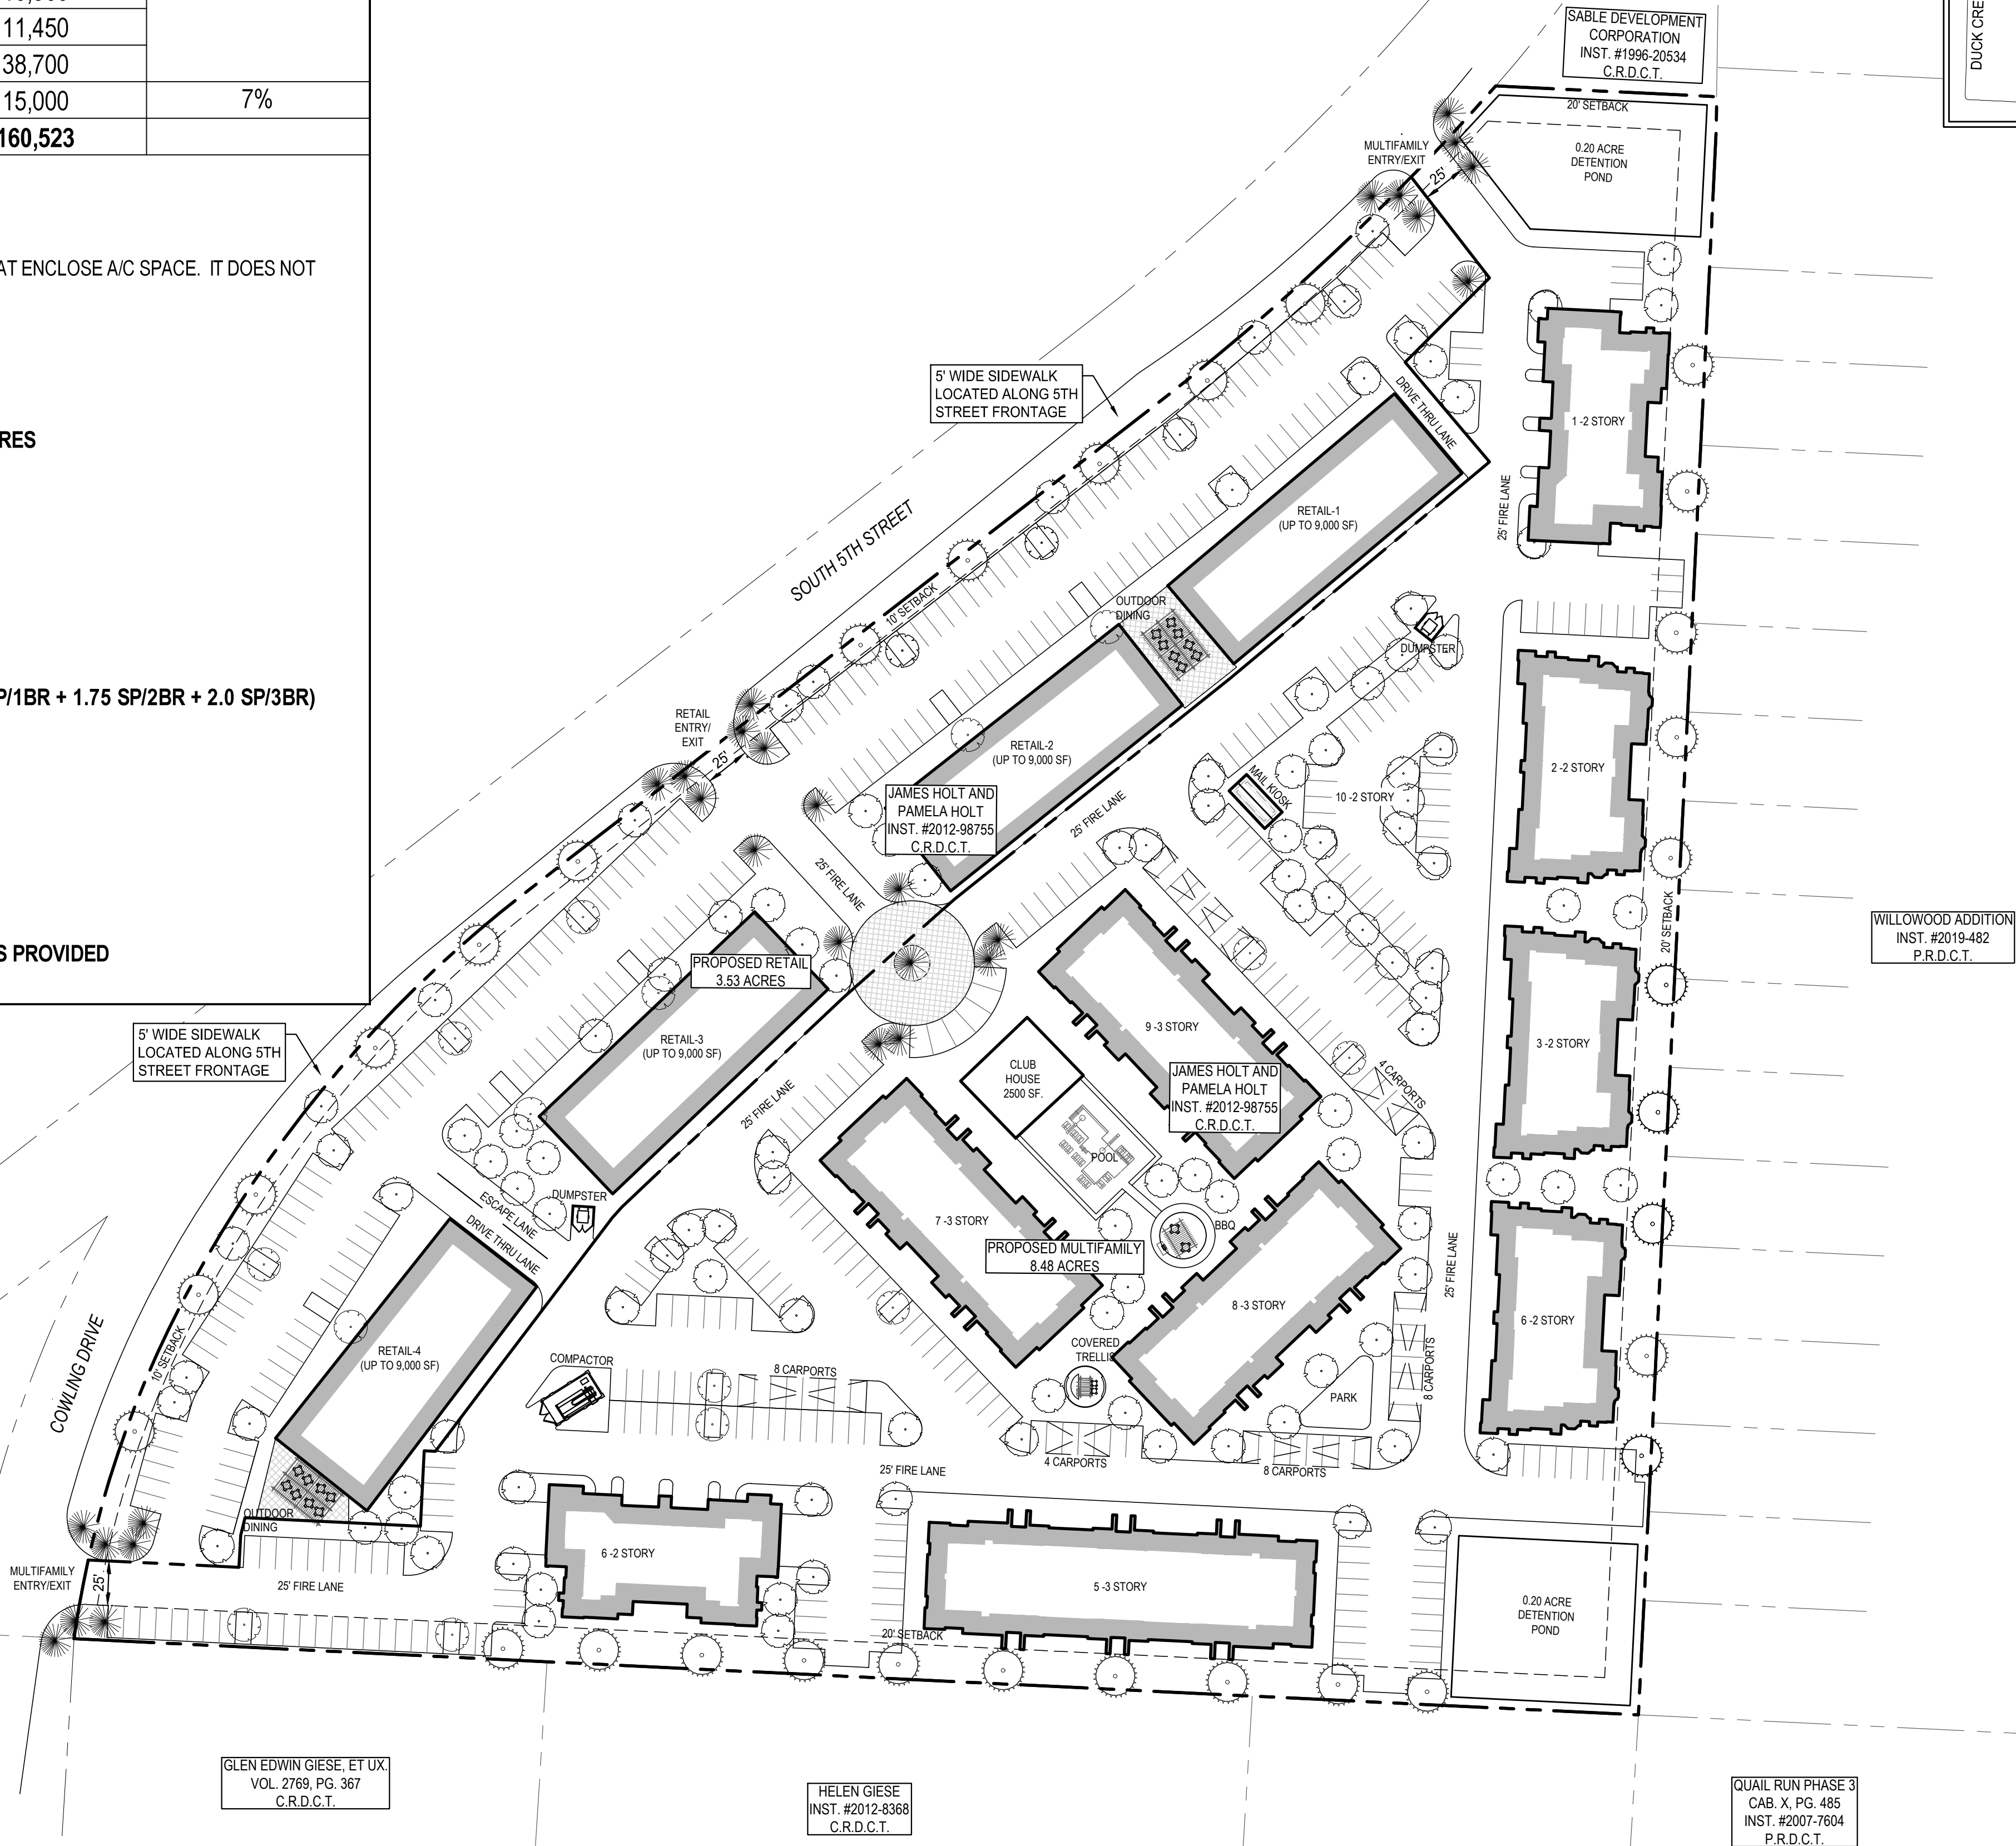 11,450
38,700
15,000 7%
160,523
AT ENCLOSE A/C SPACE. IT DOES NOT
RES
P/1BR + 1.75 SP/2BR + 2.0 SP/3BR)
S PROVIDED
SABLE DEVELOPMENT
CORPORATION
INST. #1996-20534
C.R.D.C.T.
DUCK CRE
20' SETBACK
0.20 ACRE
DETENTION
POND
MULTIFAMILY
ENTRY/EXIT
25'
5' WIDE SIDEWALK
LOCATED ALONG 5TH
STREET FRONTAGE
DRIVE THRU LANE
1 -2 STORY
25' FIRE LANE
RETAIL-1
(UP TO 9,000 SF)
SOUTH 5TH STREET
10' SETBACK
OUTDOOR
DINING
DUMPSTER
RETAIL
ENTRY/
EXIT
25'
RETAIL-2
(UP TO 9,000 SF)
MAIL KIOSK
10 -2 STORY
2 -2 STORY
JAMES HOLT AND
PAMELA HOLT
INST. #2012-98755
C.R.D.C.T.
25' FIRE LANE
25' FIRE LANE
20' SETBACK
WILLOWOOD ADDITION
INST. #2019-482
P.R.D.C.T.
PROPOSED RETAIL
3.53 ACRES
5' WIDE SIDEWALK
LOCATED ALONG 5TH
STREET FRONTAGE
RETAIL-3
(UP TO 9,000 SF)
9 -3 STORY
3 -2 STORY
CLUB
HOUSE
2500 SF.
JAMES HOLT AND
PAMELA HOLT
INST. #2012-98755
C.R.D.C.T.
4 CARPORTS
25' FIRE LANE
POOL
ESCAPE LANE
DUMPSTER
DRIVE THRU LANE
7 -3 STORY
BBQ
PROPOSED MULTIFAMILY
8.48 ACRES
25' FIRE LANE
8 -3 STORY
6 -2 STORY
COWLING DRIVE
10' SETBACK
RETAIL-4
(UP TO 9,000 SF)
COMPACTOR
8 CARPORTS
COVERED
TRELLIS
PARK
8 CARPORTS
4 CARPORTS
8 CARPORTS
25' FIRE LANE
OUTDOOR
DINING
MULTIFAMILY
ENTRY/EXIT
25'
25' FIRE LANE
6 -2 STORY
5 -3 STORY
20' SETBACK
0.20 ACRE
DETENTION
POND
GLEN EDWIN GIESE, ET UX.
VOL. 2769, PG. 367
C.R.D.C.T.
HELEN GIESE
INST. #2012-8368
C.R.D.C.T.
QUAIL RUN PHASE 3
CAB. X, PG. 485
INST. #2007-7604
P.R.D.C.T.